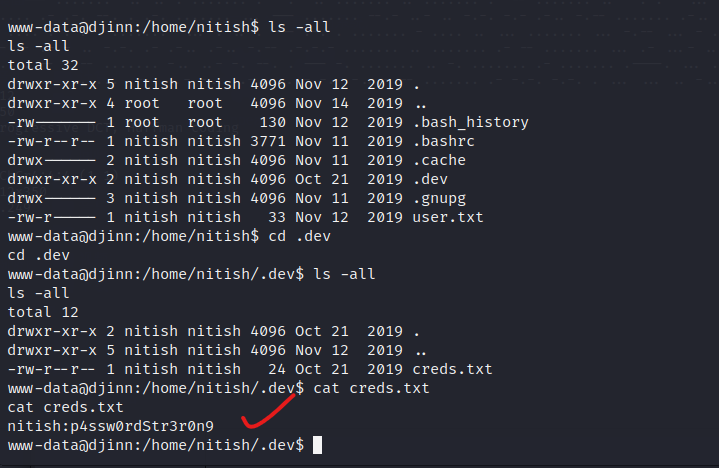 www-data@djinn:/home/nitish$ ls -all
ls -all
total 32
drwxr-xr-x 5 nitish nitish 4096 Nov 12  2019 .
drwxr-xr-x 4 root   root   4096 Nov 14  2019 ..
-rw------- 1 root   root    130 Nov 12  2019 .bash_history
-rw-r--r-- 1 nitish nitish 3771 Nov 11  2019 .bashrc
drwx------ 2 nitish nitish 4096 Nov 11  2019 .cache
drwxr-xr-x 2 nitish nitish 4096 Oct 21  2019 .dev
drwx------ 3 nitish nitish 4096 Nov 11  2019 .gnupg
-rw-r----- 1 nitish nitish   33 Nov 12  2019 user.txt
www-data@djinn:/home/nitish$ cd .dev
cd .dev
www-data@djinn:/home/nitish/.dev$ ls -all
ls -all
total 12
drwxr-xr-x 2 nitish nitish 4096 Oct 21  2019 .
drwxr-xr-x 5 nitish nitish 4096 Nov 12  2019 ..
-rw-r--r-- 1 nitish nitish   24 Oct 21  2019 creds.txt
www-data@djinn:/home/nitish/.dev$ cat creds.txt
cat creds.txt
nitish:p4ssw0rdStr3r0n9
www-data@djinn:/home/nitish/.dev$